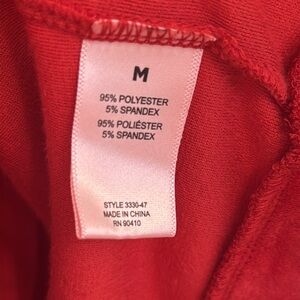 M
95% POLYESTER
5% SPANDEX
95% POLIÉSTER
5% SPANDEX
STYLE 3330-47
MADE IN CHINA
RN 90410